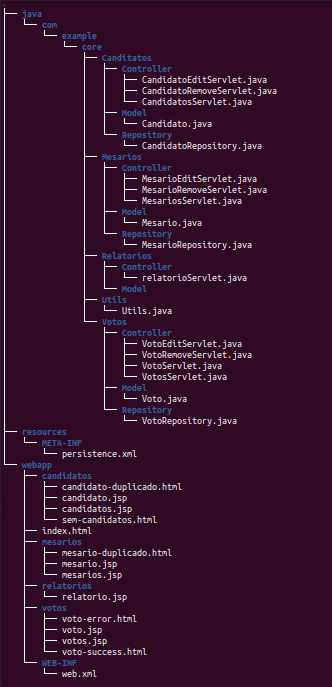 .
├── java
│   └── com
│       └── example
│           └── core
│               ├── Canditatos
│               │   ├── Controller
│               │   │   ├── CandidatoEditServlet.java
│               │   │   ├── CandidatoRemoveServlet.java
│               │   │   └── CandidatosServlet.java
│               │   ├── Model
│               │   │   └── Candidato.java
│               │   └── Repository
│               │       └── CandidatoRepository.java
│               ├── Mesarios
│               │   ├── Controller
│               │   │   ├── MesarioEditServlet.java
│               │   │   ├── MesarioRemoveServlet.java
│               │   │   └── MesariosServlet.java
│               │   ├── Model
│               │   │   └── Mesario.java
│               │   └── Repository
│               │       └── MesarioRepository.java
│               ├── Relatorios
│               │   ├── Controller
│               │   │   └── relatorioServlet.java
│               │   └── Model
│               ├── Utils
│               │   └── Utils.java
│               └── Votos
│                   ├── Controller
│                   │   ├── VotoEditServlet.java
│                   │   ├── VotoRemoveServlet.java
│                   │   ├── VotoServlet.java
│                   │   └── VotosServlet.java
│                   ├── Model
│                   │   └── Voto.java
│                   └── Repository
│                       └── VotoRepository.java
├── resources
│   └── META-INF
│       └── persistence.xml
└── webapp
    ├── candidatos
    │   ├── candidato-duplicado.html
    │   ├── candidato.jsp
    │   ├── candidatos.jsp
    │   └── sem-candidatos.html
    ├── index.html
    ├── mesarios
    │   ├── mesario-duplicado.html
    │   ├── mesario.jsp
    │   └── mesarios.jsp
    ├── relatorios
    │   └── relatorio.jsp
    ├── votos
    │   ├── voto-error.html
    │   ├── voto.jsp
    │   ├── votos.jsp
    │   └── voto-success.html
    └── WEB-INF
        └── web.xml